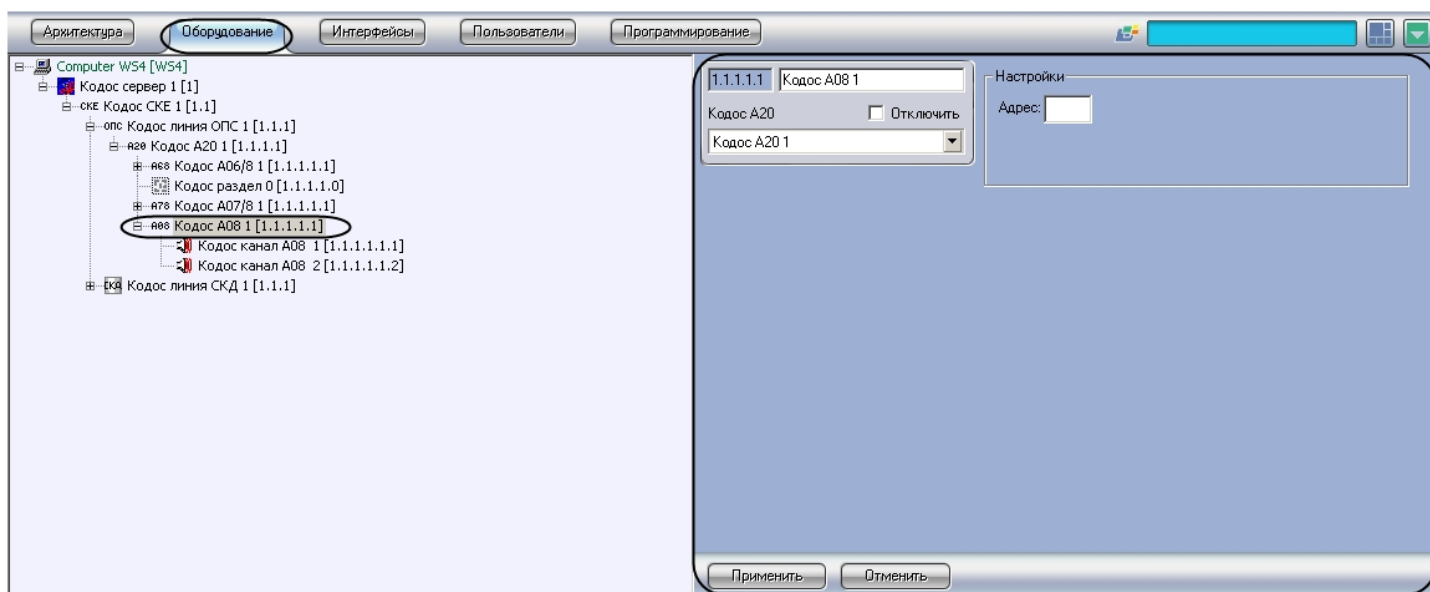 Архитектура Оборудование Интерфейсы Пользователи Программирование
Computer WS4 [WS4]
Кодос сервер 1 [1]
СКЕ Кодос СКЕ 1 [1.1]
ОПС Кодос линия ОПС 1 [1.1.1]
A20 Кодос А20 1 [1.1.1.1]
A68 Кодос А06/8 1 [1.1.1.1.1]
Кодос раздел 0 [1.1.1.1.0]
A78 Кодос А07/8 1 [1.1.1.1.1]
A08 Кодос А08 1 [1.1.1.1.1]
Кодос канал А08 1 [1.1.1.1.1.1]
Кодос канал А08 2 [1.1.1.1.1.2]
СКД Кодос линия СКД 1 [1.1.1]
1.1.1.1.1 Кодос А08 1
Кодос А20 Отключить
Кодос А20 1
Настройки
Адрес:
Применить Отменить